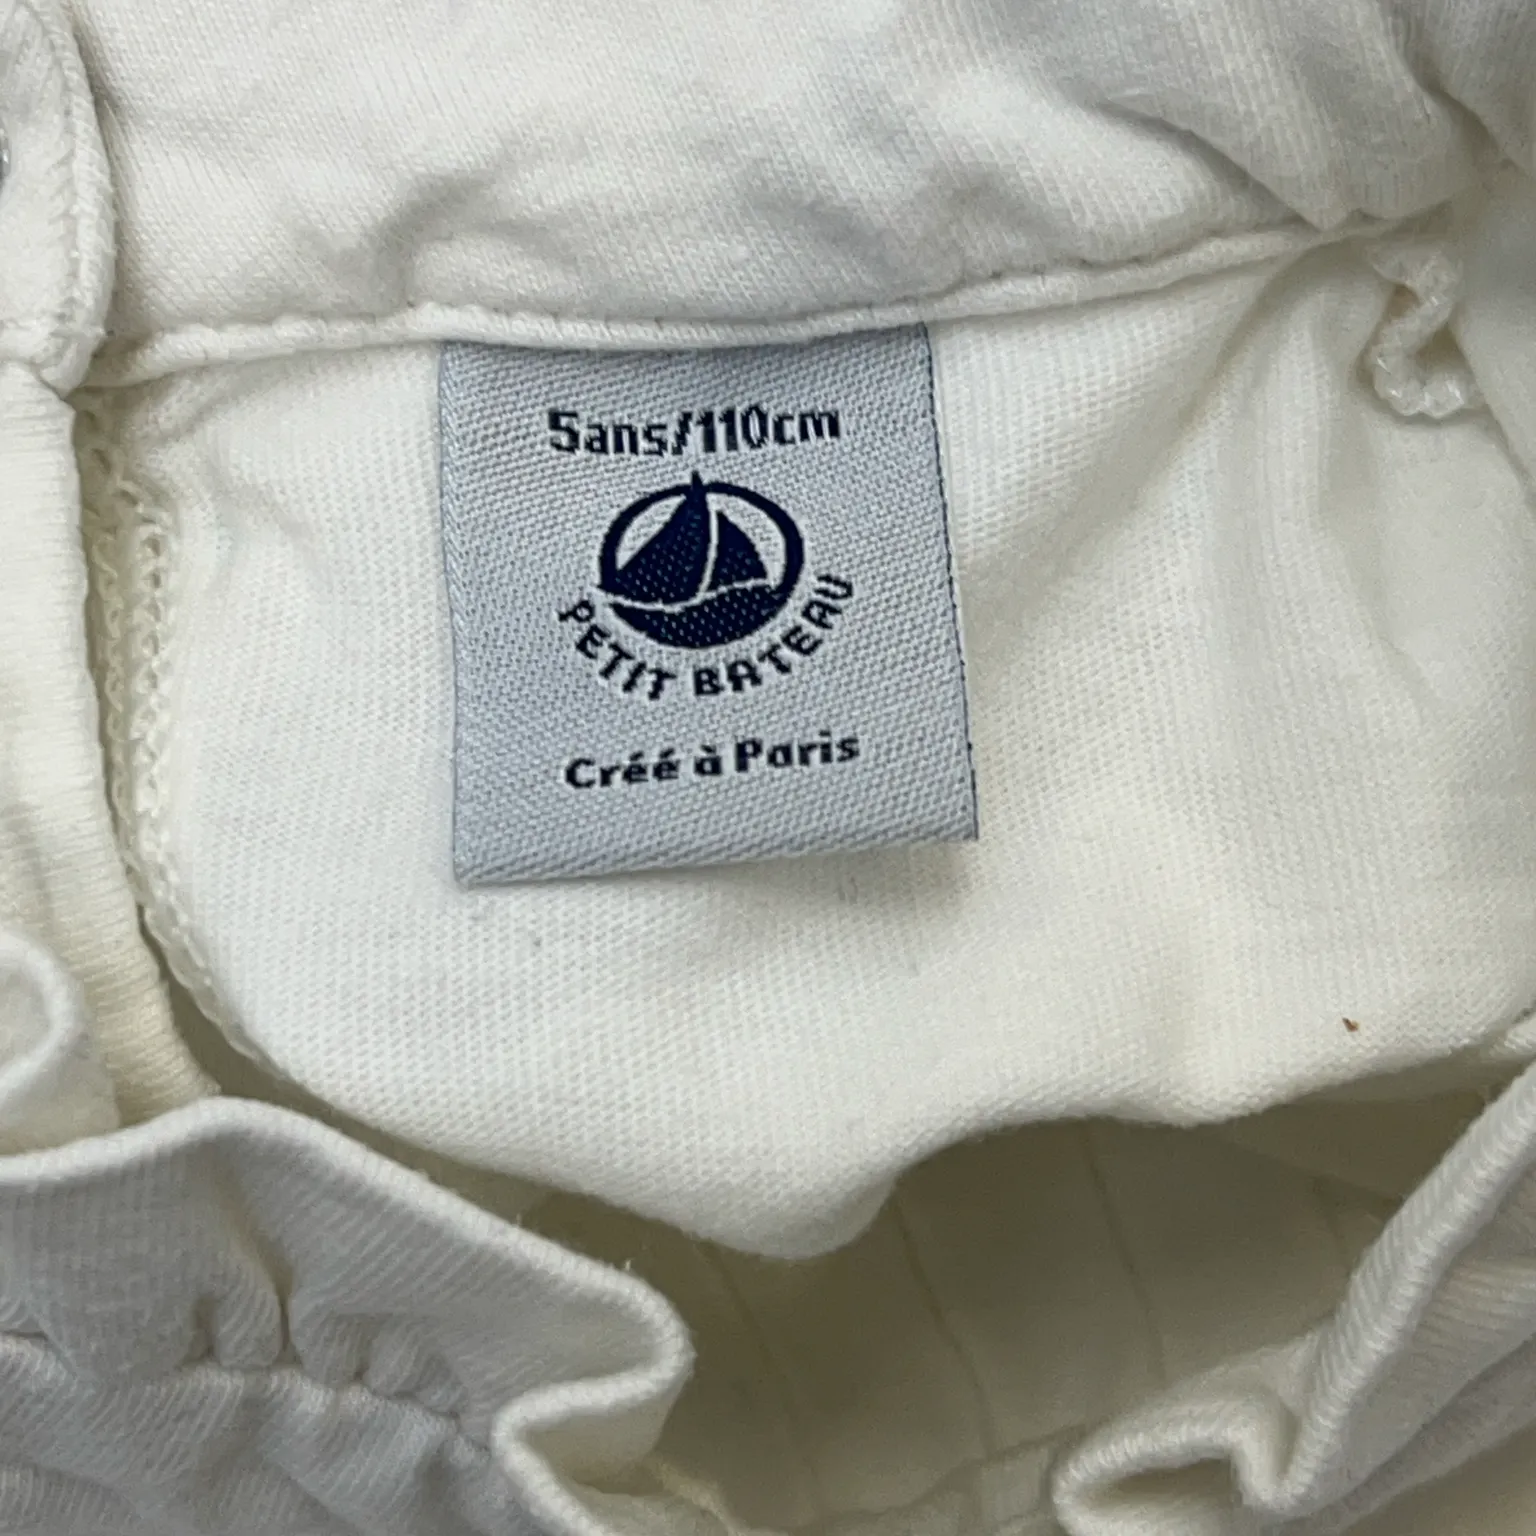 5ans/110cm
PETIT BATEAU
Créé à Paris